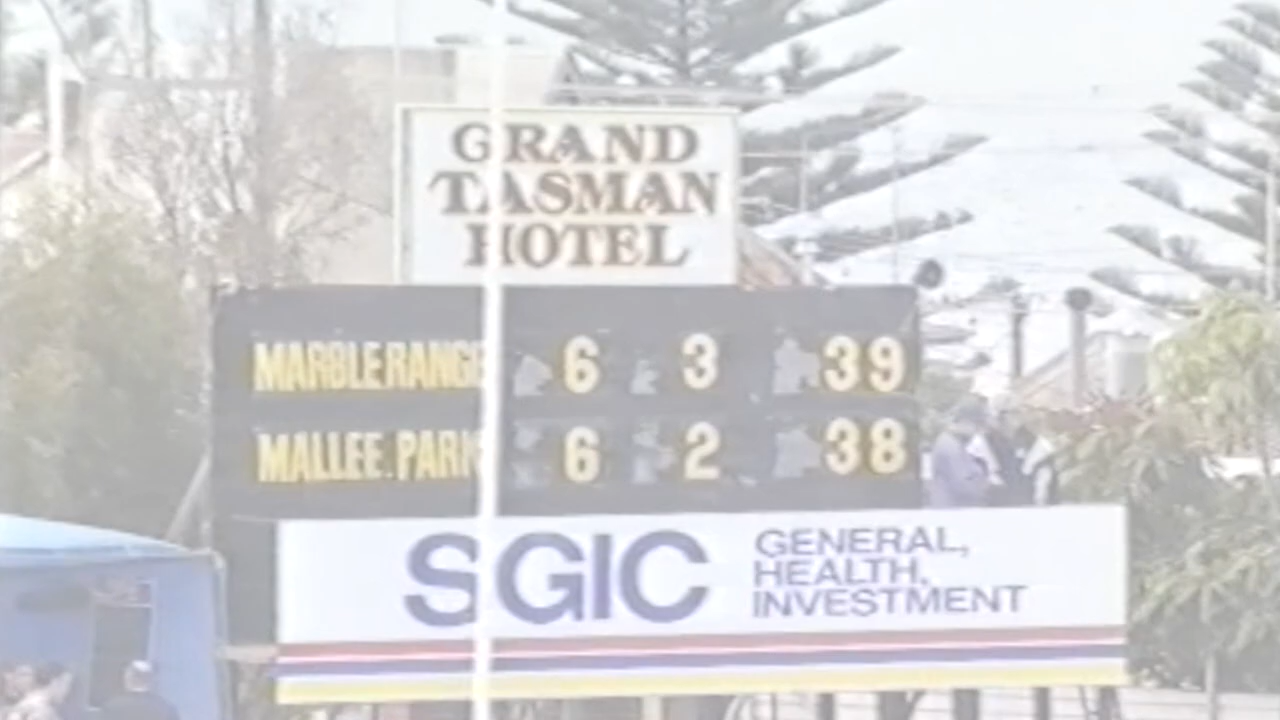 GRAND
TASMAN
HOTEL
MARBLE RANGE 6 3 39
MALLEE. PARK 6 2 38
SGIC GENERAL,
HEALTH,
INVESTMENT